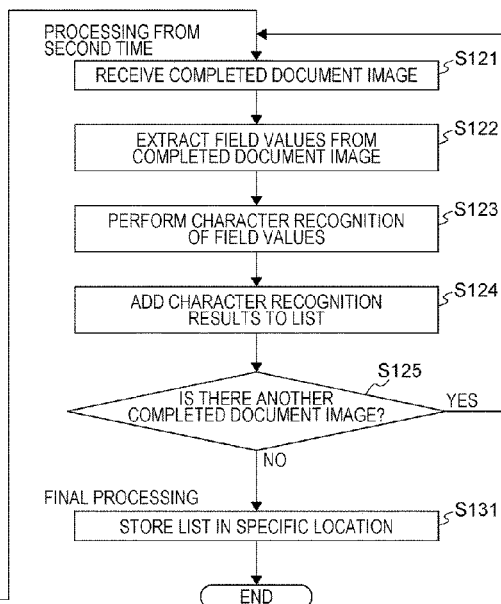 PROCESSING FROM
SECOND TIME
S121
RECEIVE COMPLETED DOCUMENT IMAGE
S122
EXTRACT FIELD VALUES FROM
COMPLETED DOCUMENT IMAGE
S123
PERFORM CHARACTER RECOGNITION
OF FIELD VALUES
S124
ADD CHARACTER RECOGNITION
RESULTS TO LIST
S125
IS THERE ANOTHER
COMPLETED DOCUMENT IMAGE?
YES
NO
FINAL PROCESSING
S131
STORE LIST IN SPECIFIC LOCATION
END